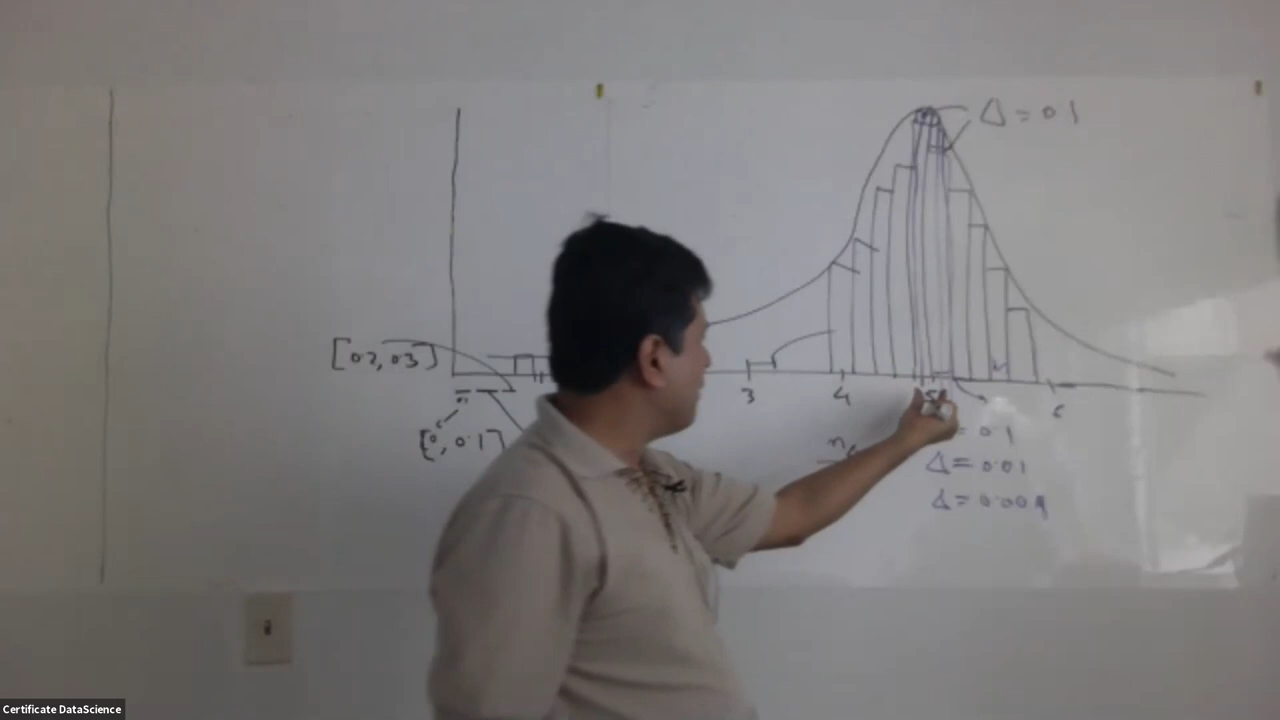 Δ = 0.1
[0.2, 0.3]
3 4 5 6
[0, 0.1]
= 0.1
Δ = 0.01
Δ = 0.001
Certificate DataScience